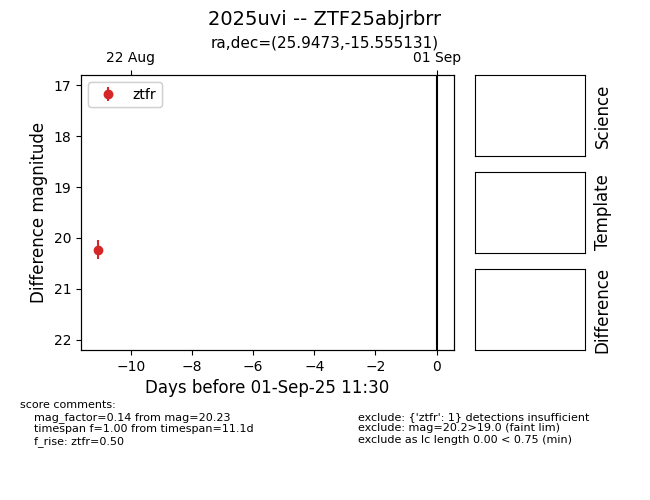 2025uvi -- ZTF25abjrbrr
ra,dec=(25.9473,-15.555131)
22 Aug
01 Sep
ztfr
17
18
19
20
21
22
Difference magnitude
−10
−8
−6
−4
−2
0
Days before 01-Sep-25 11:30
Science
Template
Difference
score comments:
mag_factor=0.14 from mag=20.23
timespan f=1.00 from timespan=11.1d
f_rise: ztfr=0.50
exclude: {'ztfr': 1} detections insufficient
exclude: mag=20.2>19.0 (faint lim)
exclude as lc length 0.00 < 0.75 (min)